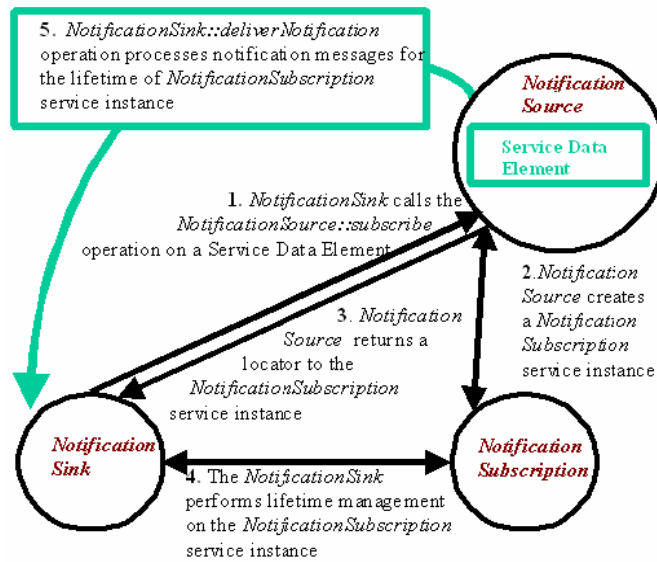 5. NotificationSink::deliverNotification
operation processes notification messages for
the lifetime of NotificationSubscription
service instance
Notification
Source
Service Data
Element
1. NotificationSink calls the
NotificationSource::subscribe
operation on a Service Data Element
2.Notification
Source creates
a Notification
Subscription
service instance
3. Notification
Source returns a
locator to the
NotificationSubscription
service instance
Notification
Sink
Notification
Subscription
4. The NotificationSink
performs lifetime management
on the NotificationSubscription
service instance